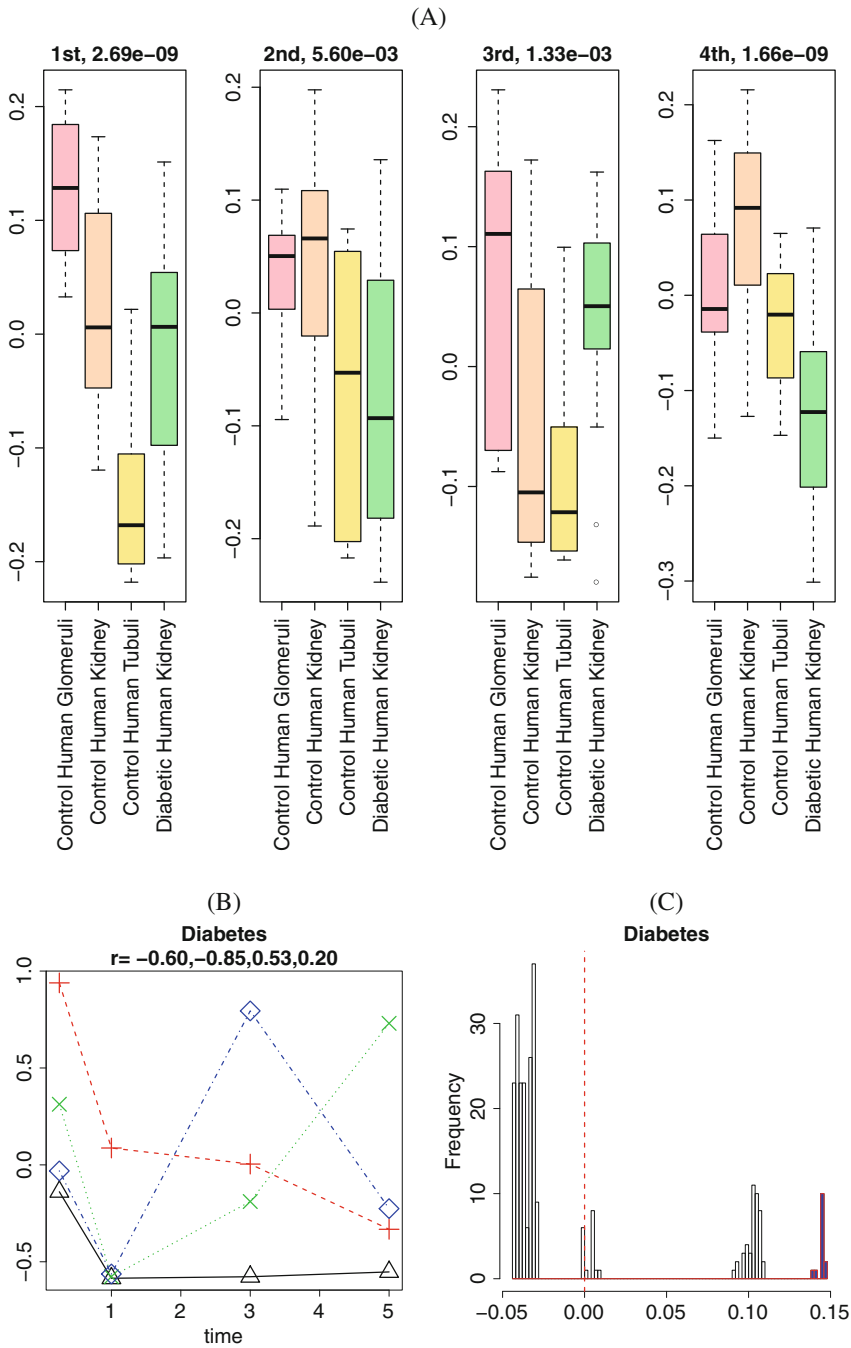 (A)
1st, 2.69e−09
2nd, 5.60e−03
3rd, 1.33e−03
4th, 1.66e−09
0.2
0.1
0.0
−0.1
−0.2
0.2
0.1
0.0
−0.1
−0.2
0.2
0.1
0.0
−0.1
0.2
0.1
0.0
−0.1
−0.2
−0.3
Control Human Glomeruli
Control Human Kidney
Control Human Tubuli
Diabetic Human Kidney
Control Human Glomeruli
Control Human Kidney
Control Human Tubuli
Diabetic Human Kidney
Control Human Glomeruli
Control Human Kidney
Control Human Tubuli
Diabetic Human Kidney
Control Human Glomeruli
Control Human Kidney
Control Human Tubuli
Diabetic Human Kidney
(B)
Diabetes
r= −0.60,−0.85,0.53,0.20
1.0
0.5
0.0
−0.5
1 2 3 4 5
time
(C)
Diabetes
Frequency
30
20
10
0
−0.05 0.00 0.05 0.10 0.15